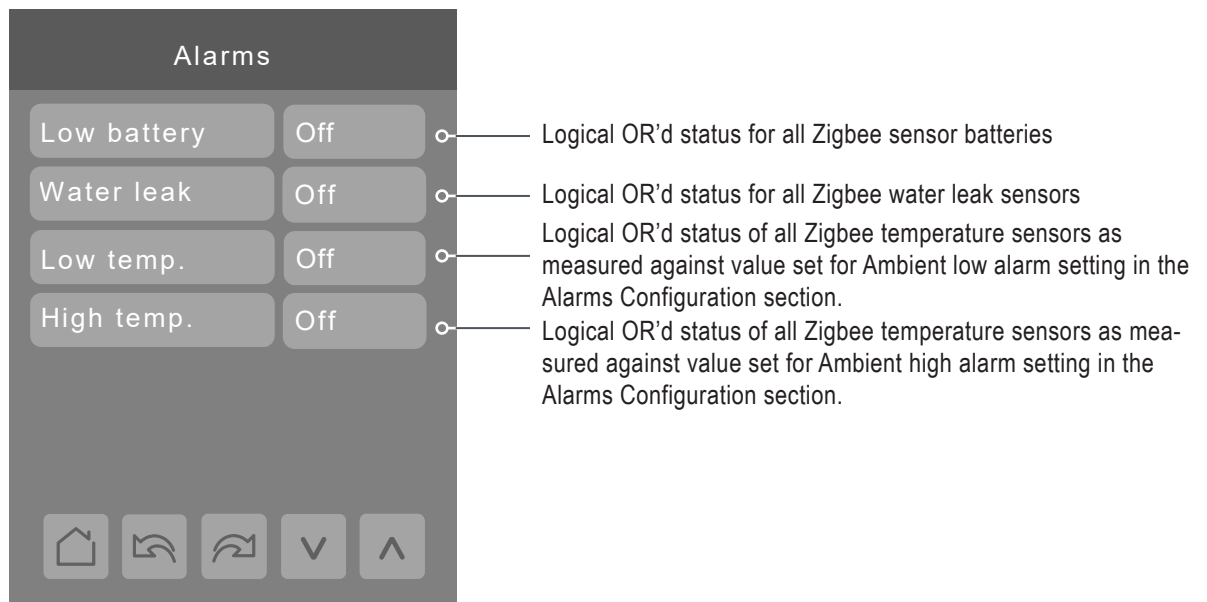 Alarms
Low battery Off
Logical OR’d status for all Zigbee sensor batteries
Water leak Off
Logical OR’d status for all Zigbee water leak sensors
Low temp. Off
Logical OR’d status of all Zigbee temperature sensors as
measured against value set for Ambient low alarm setting in the
Alarms Configuration section.
High temp. Off
Logical OR’d status of all Zigbee temperature sensors as mea-
sured against value set for Ambient high alarm setting in the
Alarms Configuration section.